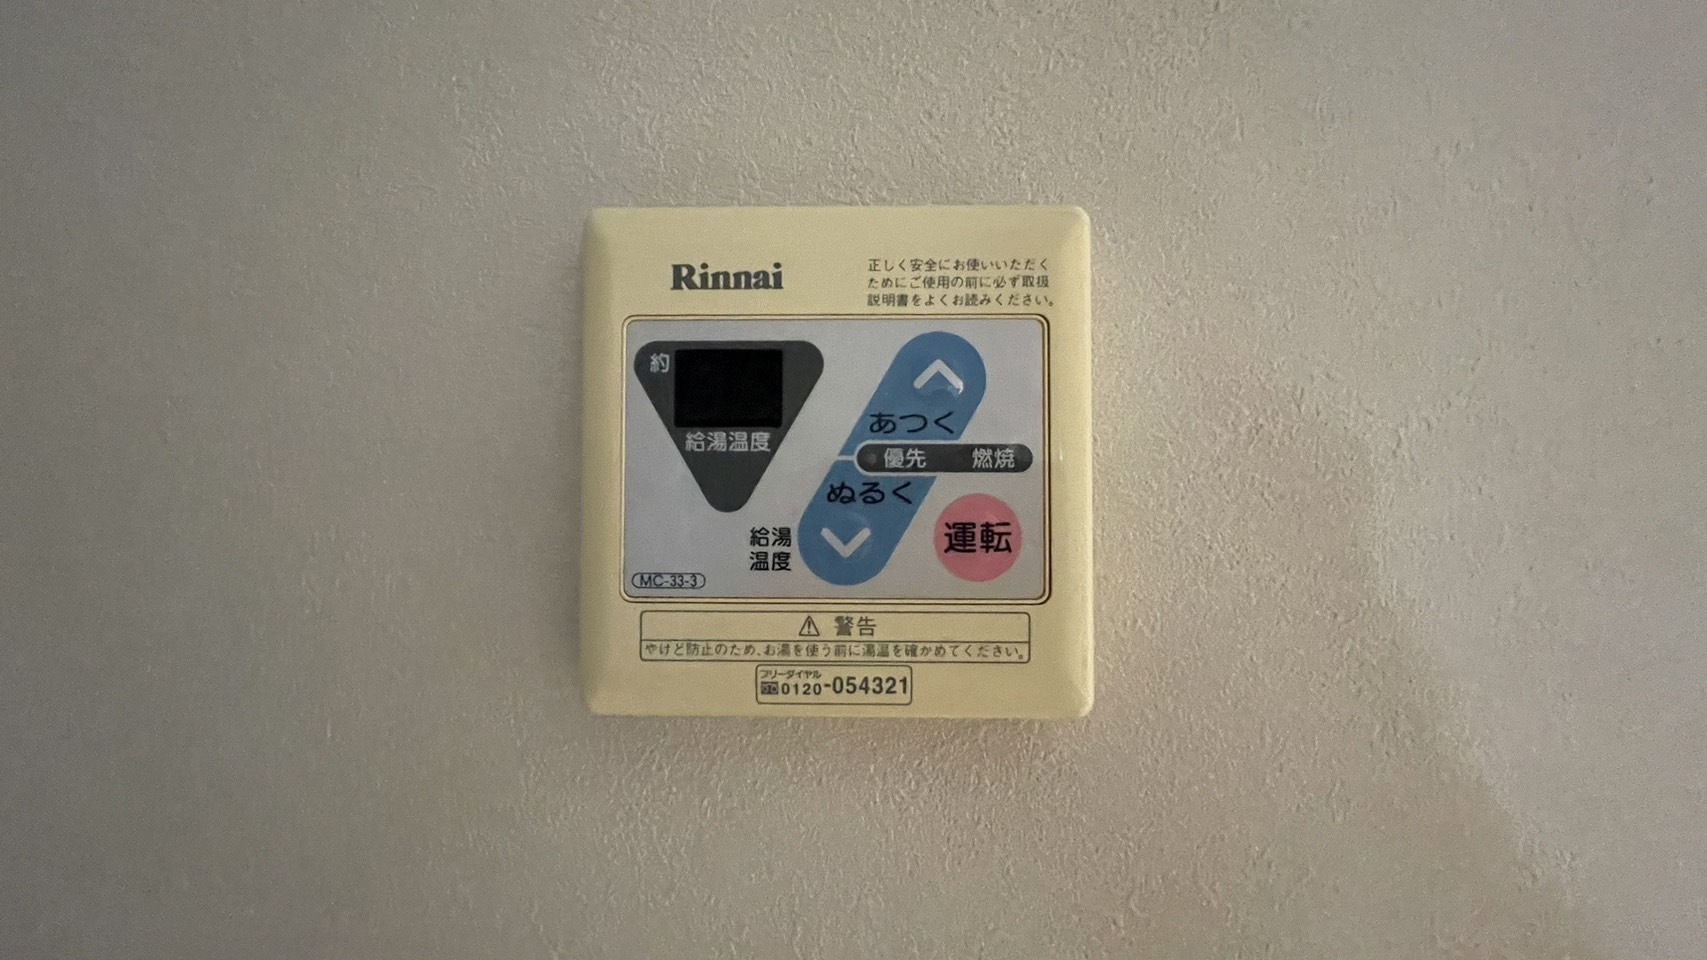 Rinnai
正しく安全にお使いいただく
ためにご使用の前に必ず取扱
説明書をよくお読みください。
約
給湯温度
あつく
優先 燃焼
ぬるく
給湯
温度
運転
MC-33-3
⚠ 警告
やけど防止のため、お湯を使う前に湯温を確かめてください。
フリーダイヤル
0120-054321